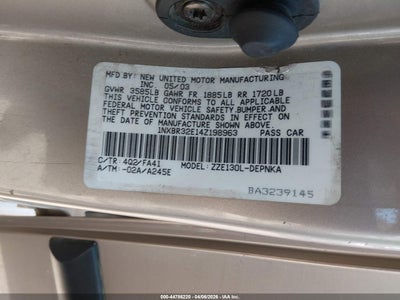 MFD BY: NEW UNITED MOTOR MANUFACTURING
INC. 05/03
GVWR 3585LB GAWR FR 1885LB RR 1720LB
THIS VEHICLE CONFORMS TO ALL APPLICABLE
FEDERAL MOTOR VEHICLE SAFETY,BUMPER,AND
THEFT PREVENTION STANDARDS IN EFFECT ON
THE DATE OF MANUFACTURE SHOWN ABOVE.
1NXBR32E14Z198963 PASS CAR
C/TR: 4Q2/FA41 MODEL: ZZE130L-DEPNKA
A/TM: -02A/A245E
BA3239145
000-44798220 - 04/06/2026 - IAA Inc.